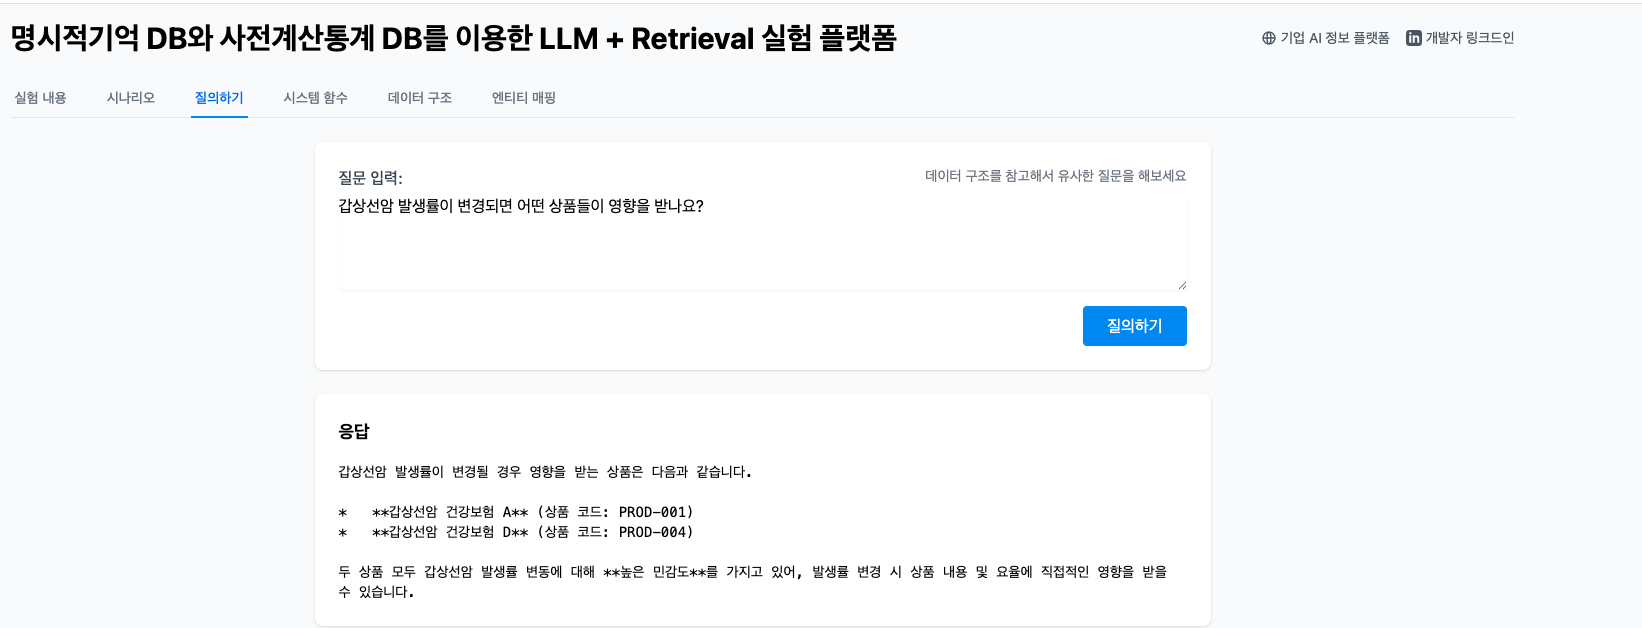 명시적기억 DB와 사전계산통계 DB를 이용한 LLM + Retrieval 실험 플랫폼
기업 AI 정보 플랫폼 in 개발자 링크드인
실험 내용 시나리오 질의하기 시스템 함수 데이터 구조 엔티티 매핑
질문 입력: 데이터 구조를 참고해서 유사한 질문을 해보세요
갑상선암 발생률이 변경되면 어떤 상품들이 영향을 받나요?
질의하기
응답
갑상선암 발생률이 변경될 경우 영향을 받는 상품은 다음과 같습니다.
* **갑상선암 건강보험 A** (상품 코드: PROD-001)
* **갑상선암 건강보험 D** (상품 코드: PROD-004)
두 상품 모두 갑상선암 발생률 변동에 대해 **높은 민감도**를 가지고 있어, 발생률 변경 시 상품 내용 및 요율에 직접적인 영향을 받을
수 있습니다.